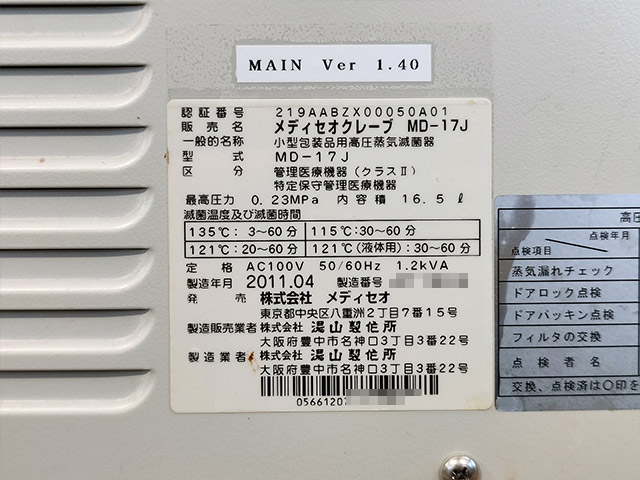 MAIN Ver 1.40
認証番号 219AABZX00050A01
販売名 メディセオクレーブ MD-17J
一般的名称 小型包装品用高圧蒸気滅菌器
型式 MD-17J
区分 管理医療機器(クラスⅡ)
特定保守管理医療機器
最高圧力 0.23MPa 内容積 16.5ℓ
滅菌温度及び滅菌時間
135℃: 3~60分 115℃:30~60分
121℃:20~60分 121℃(液体用):30~60分
定格 AC100V 50/60Hz 1.2kVA
製造年月 2011.04 製造番号
発売 株式会社 メディセオ
東京都中央区八重洲2丁目7番15号
製造販売業者 株式会社 湯山製作所
大阪府豊中市名神口3丁目3番22号
製造業者 株式会社 湯山製作所
大阪府豊中市名神口3丁目3番22号
0566120
高圧
点検年月
点検項目
蒸気漏れチェック
ドアロック点検
ドアパッキン点検
フィルタの交換
点検者名
交換、点検済は〇印を